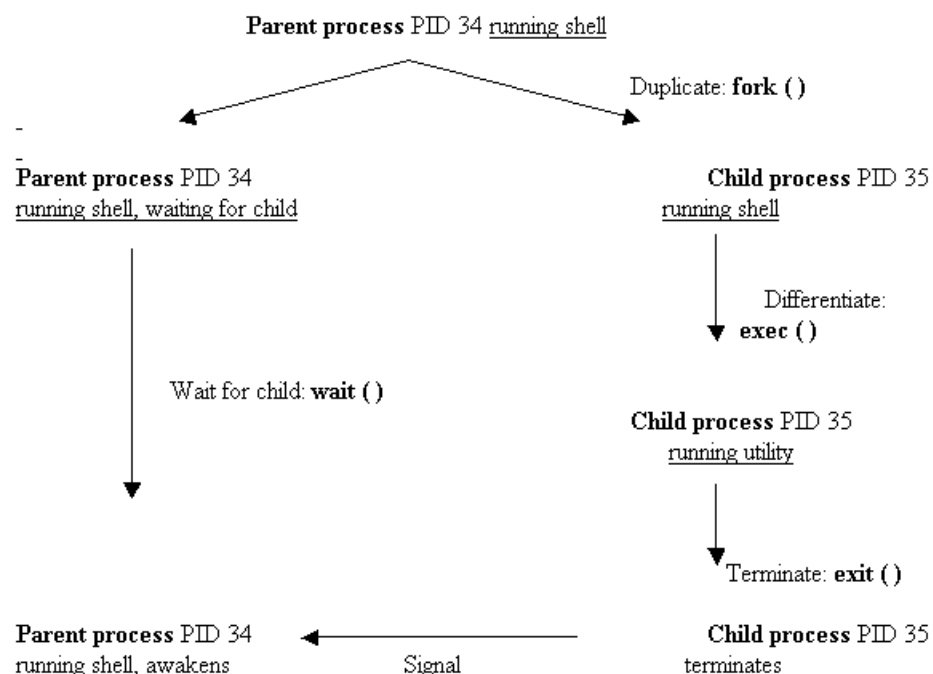 Parent process PID 34 running shell
Duplicate: fork ( )
-
-
Parent process PID 34
running shell, waiting for child
Child process PID 35
running shell
Differentiate:
exec ( )
Wait for child: wait ( )
Child process PID 35
running utility
Terminate: exit ( )
Parent process PID 34
running shell, awakens
Signal
Child process PID 35
terminates